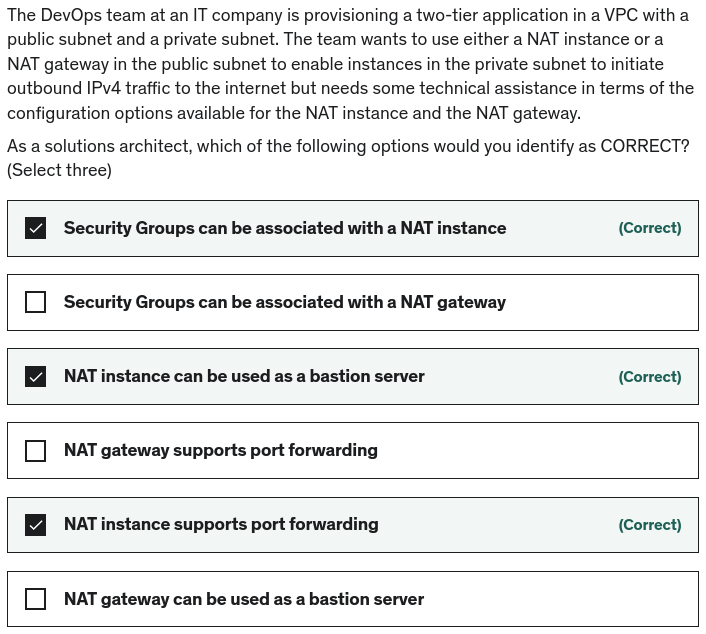 The DevOps team at an IT company is provisioning a two-tier application in a VPC with a
public subnet and a private subnet. The team wants to use either a NAT instance or a
NAT gateway in the public subnet to enable instances in the private subnet to initiate
outbound IPv4 traffic to the internet but needs some technical assistance in terms of the
configuration options available for the NAT instance and the NAT gateway.
As a solutions architect, which of the following options would you identify as CORRECT?
(Select three)
Security Groups can be associated with a NAT instance (Correct)
Security Groups can be associated with a NAT gateway
NAT instance can be used as a bastion server (Correct)
NAT gateway supports port forwarding
NAT instance supports port forwarding (Correct)
NAT gateway can be used as a bastion server